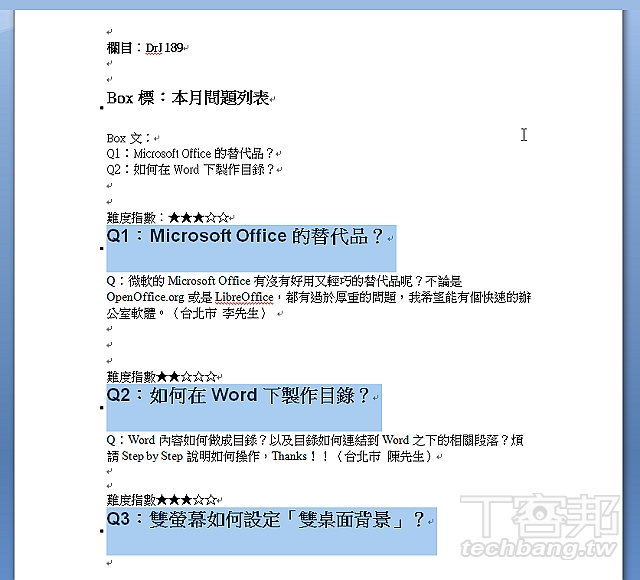 欄目：DrJ 189
Box 標：本月問題列表
Box 文：
Q1：Microsoft Office 的替代品？
Q2：如何在 Word 下製作目錄？
難度指數：★★★☆☆
Q1：Microsoft Office 的替代品？
Q：微軟的 Microsoft Office 有沒有好用又輕巧的替代品呢？不論是
OpenOffice.org 或是 LibreOffice，都有過於厚重的問題，我希望能有個快速的辦
公室軟體。（台北市 李先生）
難度指數★★☆☆☆
Q2：如何在 Word 下製作目錄？
Q：Word 內容如何做成目錄？以及目錄如何連結到 Word 之下的相關段落？煩
請 Step by Step 說明如何操作，Thanks！！（台北市 陳先生）
難度指數★★★☆☆
Q3：雙螢幕如何設定「雙桌面背景」？
T客邦
techbang.tw